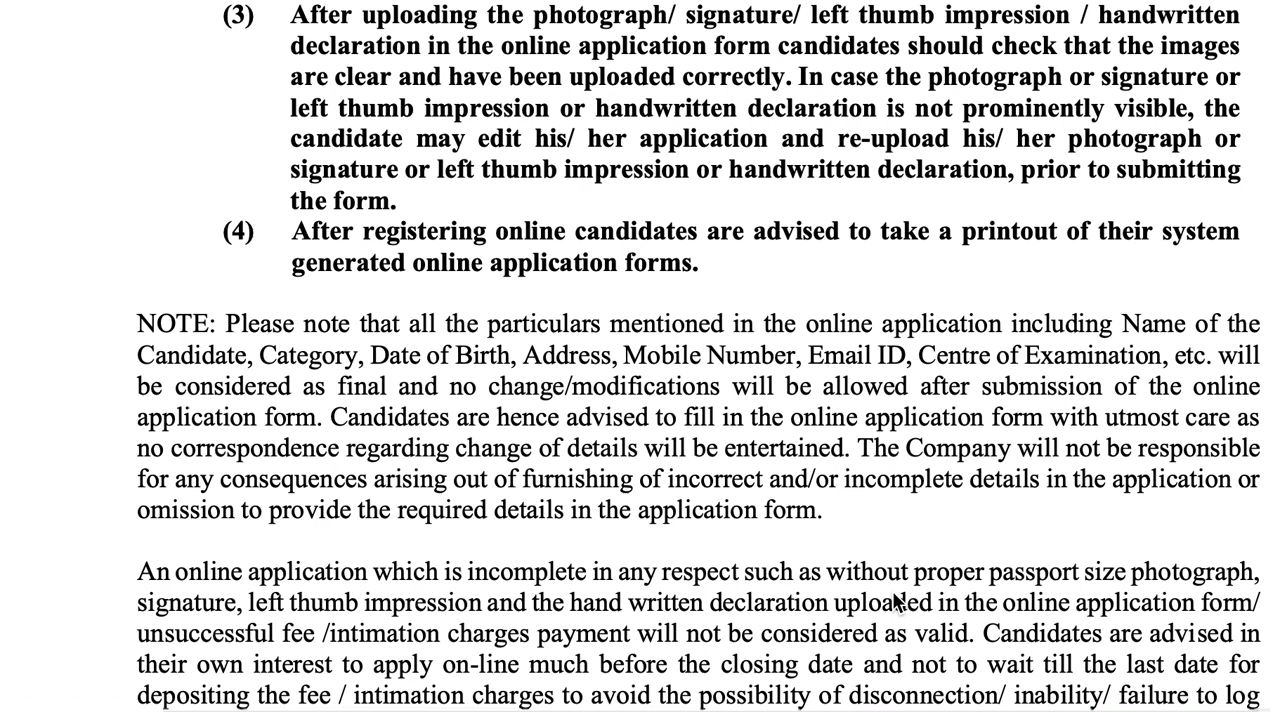 (3) After uploading the photograph/ signature/ left thumb impression / handwritten
declaration in the online application form candidates should check that the images
are clear and have been uploaded correctly. In case the photograph or signature or
left thumb impression or handwritten declaration is not prominently visible, the
candidate may edit his/ her application and re-upload his/ her photograph or
signature or left thumb impression or handwritten declaration, prior to submitting
the form.
(4) After registering online candidates are advised to take a printout of their system
generated online application forms.
NOTE: Please note that all the particulars mentioned in the online application including Name of the
Candidate, Category, Date of Birth, Address, Mobile Number, Email ID, Centre of Examination, etc. will
be considered as final and no change/modifications will be allowed after submission of the online
application form. Candidates are hence advised to fill in the online application form with utmost care as
no correspondence regarding change of details will be entertained. The Company will not be responsible
for any consequences arising out of furnishing of incorrect and/or incomplete details in the application or
omission to provide the required details in the application form.
An online application which is incomplete in any respect such as without proper passport size photograph,
signature, left thumb impression and the hand written declaration uploaded in the online application form/
unsuccessful fee /intimation charges payment will not be considered as valid. Candidates are advised in
their own interest to apply on-line much before the closing date and not to wait till the last date for
depositing the fee / intimation charges to avoid the possibility of disconnection/ inability/ failure to log